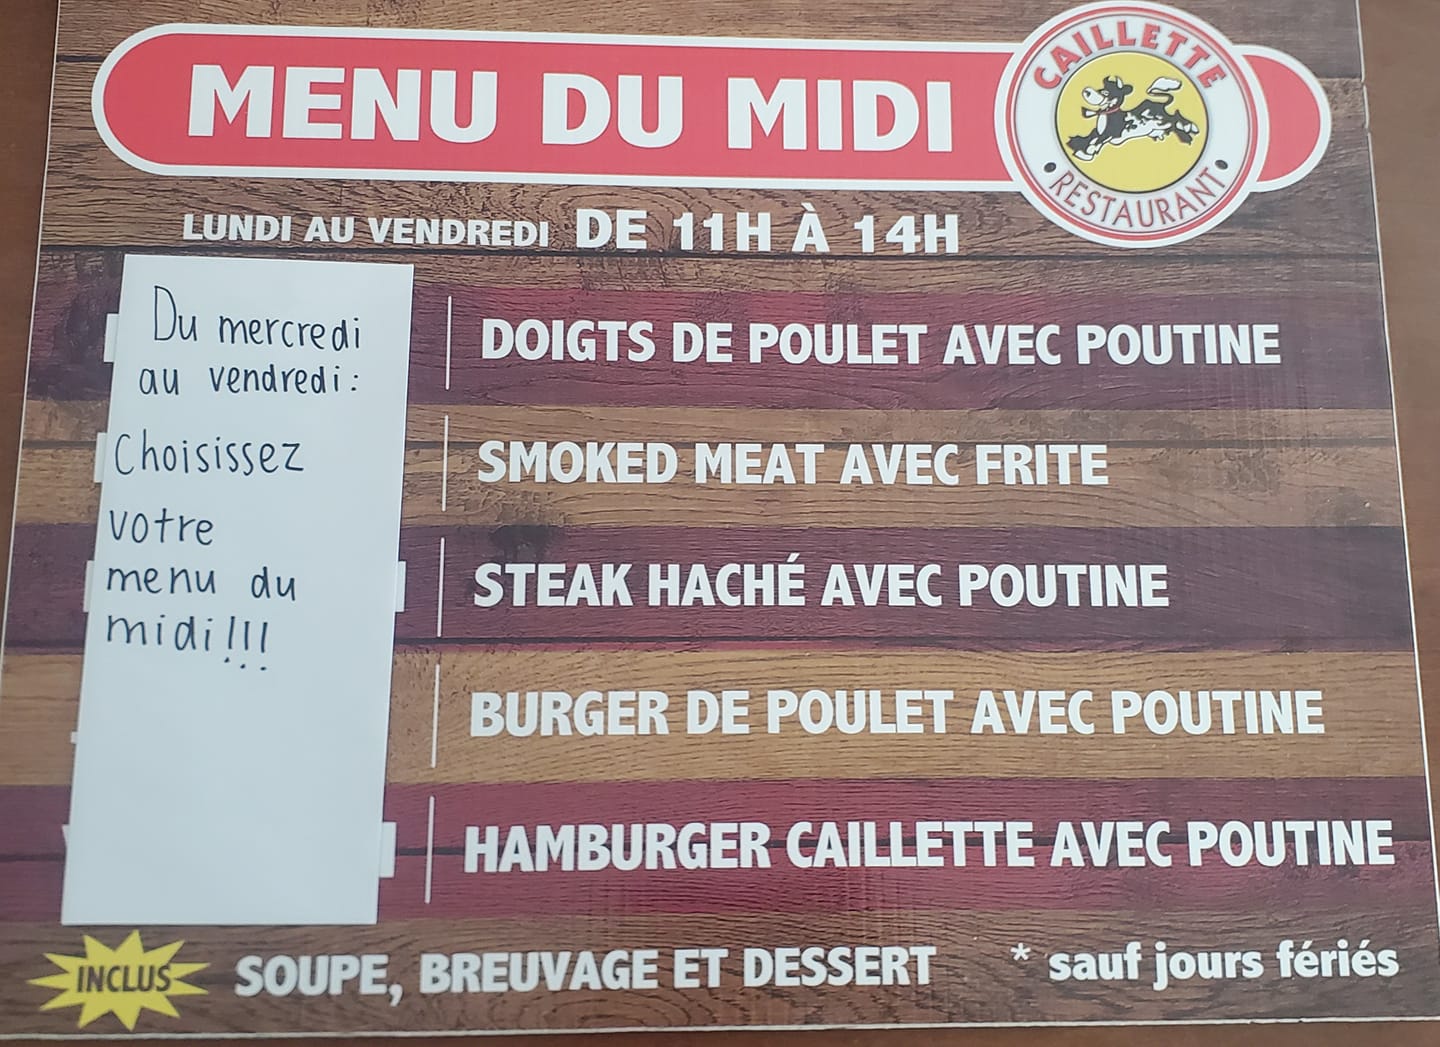 MENU DU MIDI
CAILLETTE
RESTAURANT
LUNDI AU VENDREDI DE 11H À 14H
Du mercredi
au vendredi:
Choisissez
votre
menu du
midi!!!
DOIGTS DE POULET AVEC POUTINE
SMOKED MEAT AVEC FRITE
STEAK HACHÉ AVEC POUTINE
BURGER DE POULET AVEC POUTINE
HAMBURGER CAILLETTE AVEC POUTINE
INCLUS SOUPE, BREUVAGE ET DESSERT * sauf jours fériés